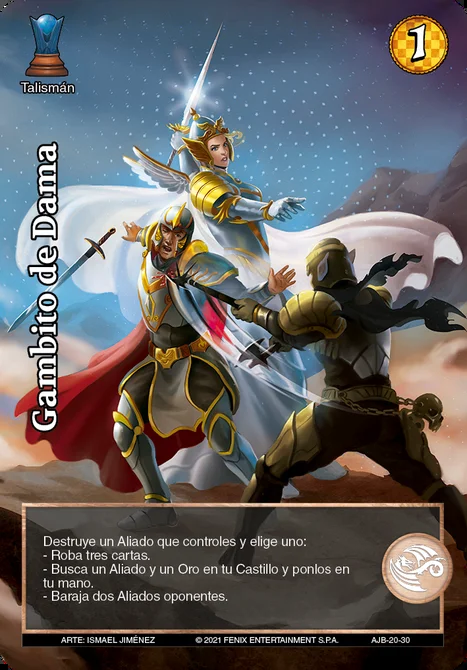 1
Talismán
Gambito de Dama
Destruye un Aliado que controles y elige uno:
- Roba tres cartas.
- Busca un Aliado y un Oro en tu Castillo y ponlos en
tu mano.
- Baraja dos Aliados oponentes.
ARTE: ISMAEL JIMÉNEZ © 2021 FENIX ENTERTAINMENT S.P.A. AJB-20-30